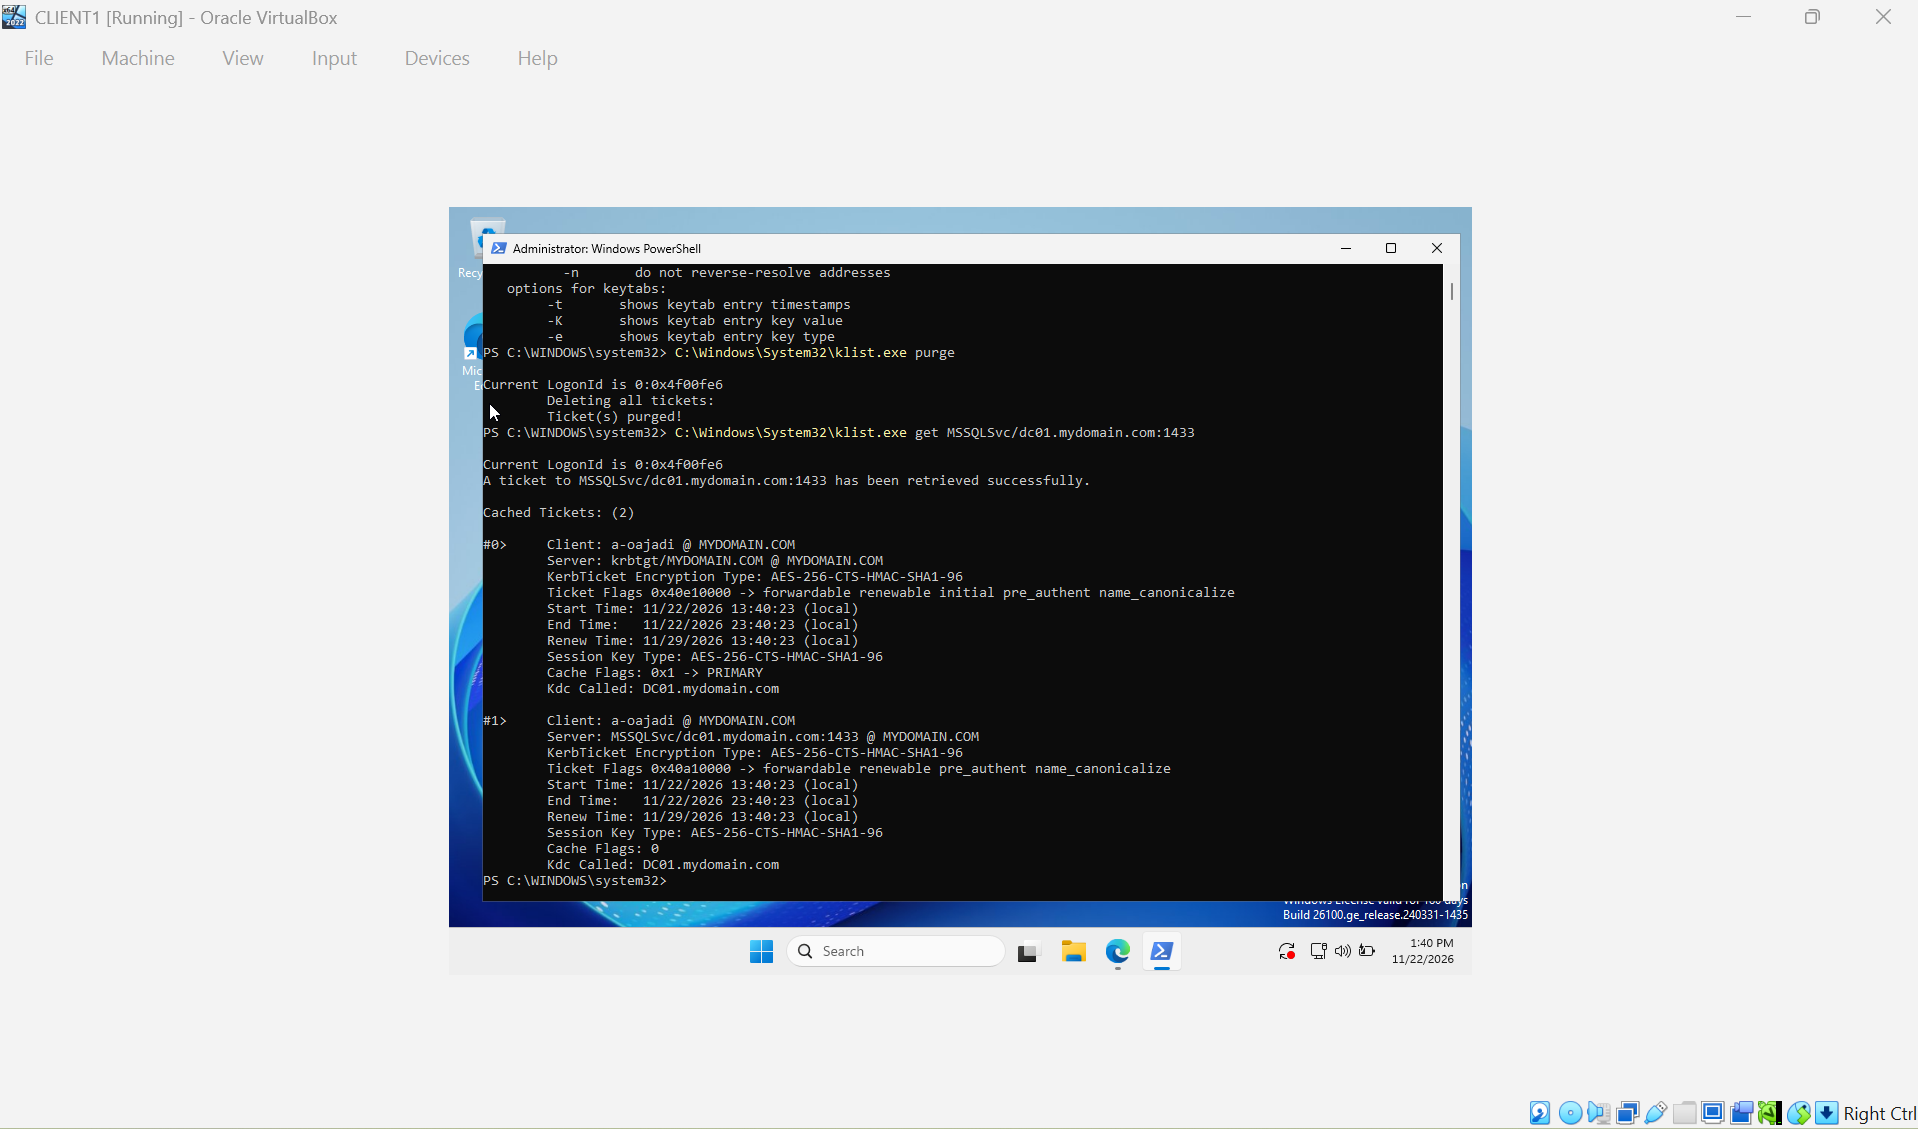 CLIENT1 [Running] - Oracle VirtualBox
File Machine View Input Devices Help
Administrator: Windows PowerShell
-n do not reverse-resolve addresses
options for keytabs:
-t shows keytab entry timestamps
-K shows keytab entry key value
-e shows keytab entry key type
PS C:\WINDOWS\system32> C:\Windows\System32\klist.exe purge
Current LogonId is 0:0x4f00fe6
Deleting all tickets:
Ticket(s) purged!
PS C:\WINDOWS\system32> C:\Windows\System32\klist.exe get MSSQLSvc/dc01.mydomain.com:1433
Current LogonId is 0:0x4f00fe6
A ticket to MSSQLSvc/dc01.mydomain.com:1433 has been retrieved successfully.
Cached Tickets: (2)
#0> Client: a-oajadi @ MYDOMAIN.COM
Server: krbtgt/MYDOMAIN.COM @ MYDOMAIN.COM
KerbTicket Encryption Type: AES-256-CTS-HMAC-SHA1-96
Ticket Flags 0x40e10000 -> forwardable renewable initial pre_authent name_canonicalize
Start Time: 11/22/2026 13:40:23 (local)
End Time: 11/22/2026 23:40:23 (local)
Renew Time: 11/29/2026 13:40:23 (local)
Session Key Type: AES-256-CTS-HMAC-SHA1-96
Cache Flags: 0x1 -> PRIMARY
Kdc Called: DC01.mydomain.com
#1> Client: a-oajadi @ MYDOMAIN.COM
Server: MSSQLSvc/dc01.mydomain.com:1433 @ MYDOMAIN.COM
KerbTicket Encryption Type: AES-256-CTS-HMAC-SHA1-96
Ticket Flags 0x40a10000 -> forwardable renewable pre_authent name_canonicalize
Start Time: 11/22/2026 13:40:23 (local)
End Time: 11/22/2026 23:40:23 (local)
Renew Time: 11/29/2026 13:40:23 (local)
Session Key Type: AES-256-CTS-HMAC-SHA1-96
Cache Flags: 0
Kdc Called: DC01.mydomain.com
PS C:\WINDOWS\system32>
Recy
Mic
E
Build 26100.ge_release.240331-1435
Search
1:40 PM
11/22/2026
Right Ctrl